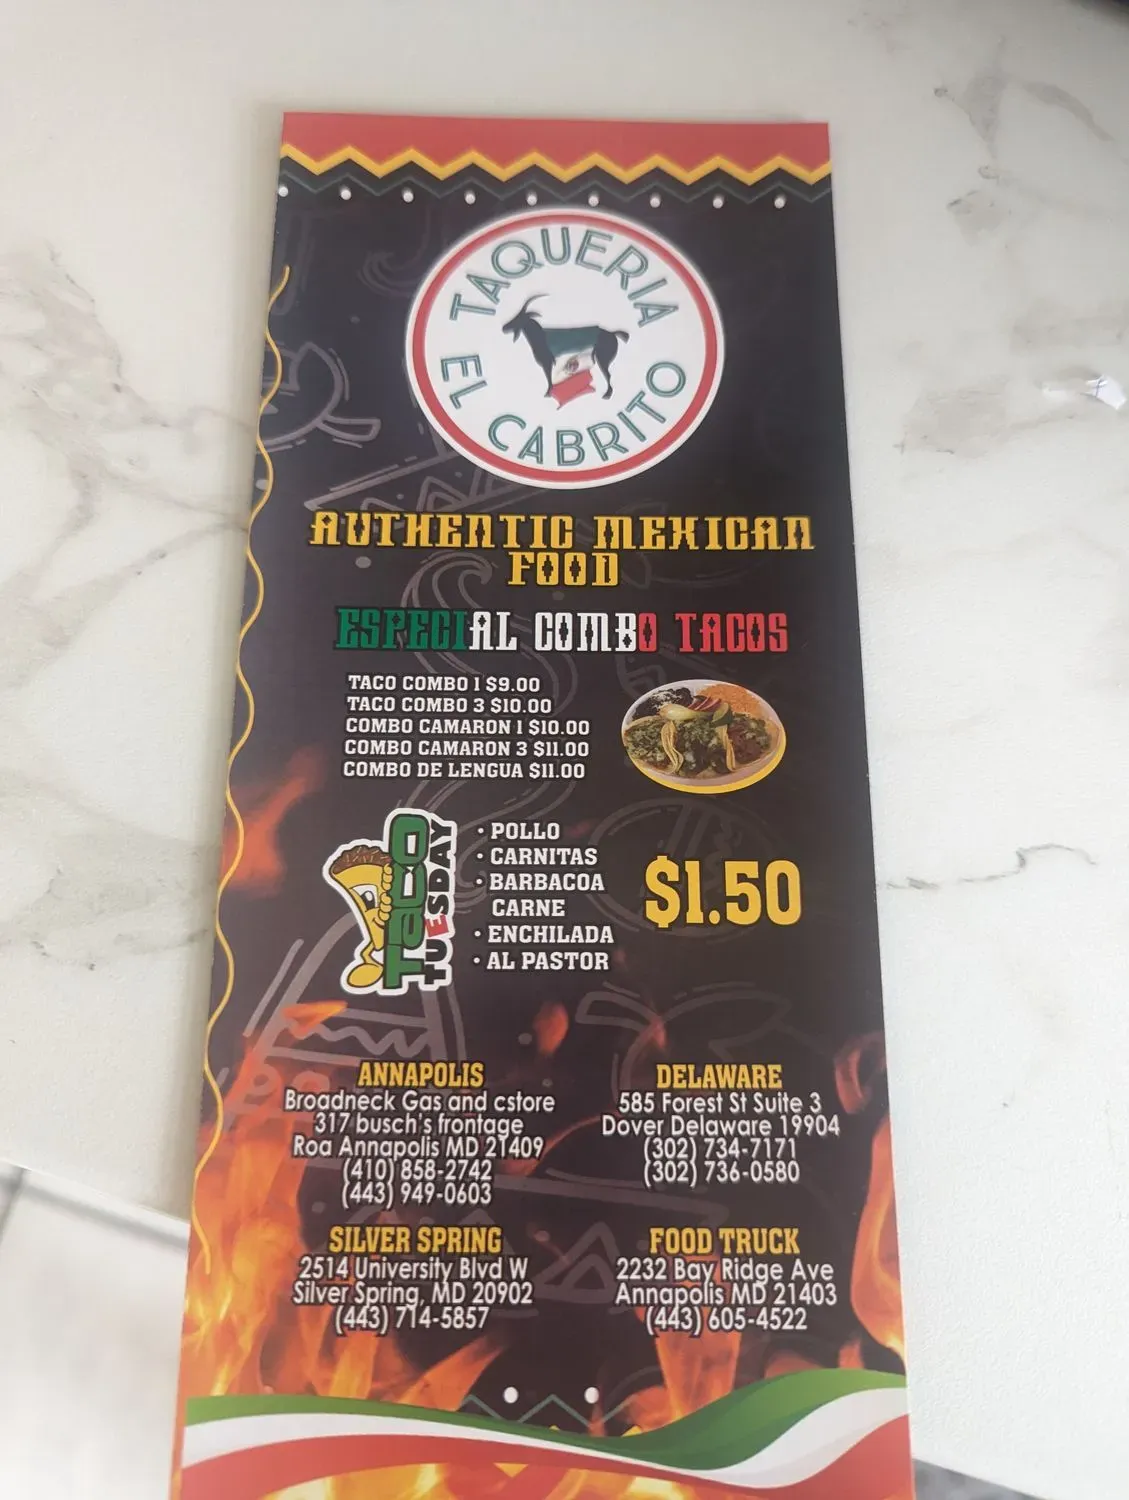 TAQUERIA
EL CABRITO
AUTHENTIC MEXICAN
FOOD
ESPECIAL COMBO TACOS
TACO COMBO 1 $9.00
TACO COMBO 3 $10.00
COMBO CAMARON 1 $10.00
COMBO CAMARON 3 $11.00
COMBO DE LENGUA $11.00
TACO
TUESDAY
· POLLO
· CARNITAS
· BARBACOA
CARNE
· ENCHILADA
· AL PASTOR
$1.50
ANNAPOLIS
Broadneck Gas and cstore
317 busch's frontage
Roa Annapolis MD 21409
(410) 858-2742
(443) 949-0603
DELAWARE
585 Forest St Suite 3
Dover Delaware 19904
(302) 734-7171
(302) 736-0580
SILVER SPRING
2514 University Blvd W
Silver Spring, MD 20902
(443) 714-5857
FOOD TRUCK
2232 Bay Ridge Ave
Annapolis MD 21403
(443) 605-4522